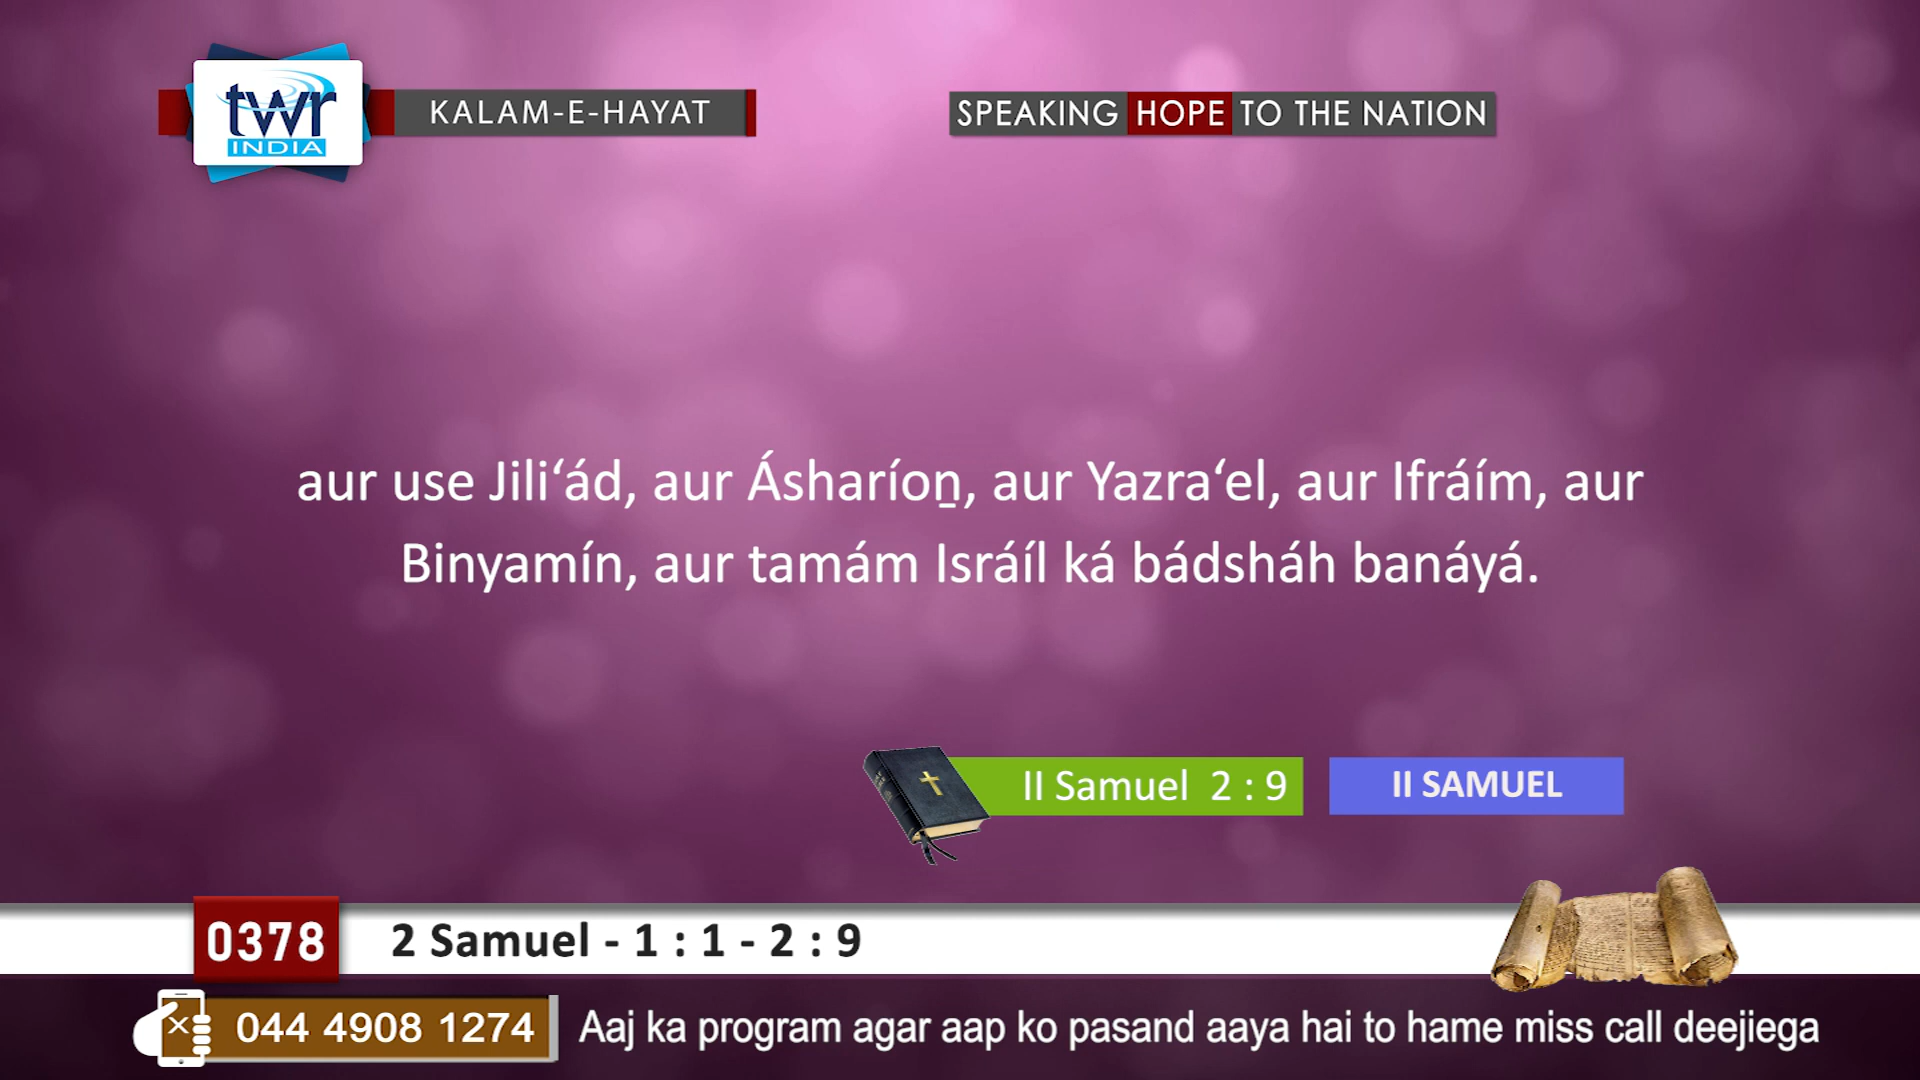 twr
INDIA
KALAM-E-HAYAT
SPEAKING HOPE TO THE NATION
aur use Jili‘ád, aur Ásharíoṉ, aur Yazra‘el, aur Ifráím, aur
Binyamín, aur tamám Isráíl ká bádsháh banáyá.
II Samuel 2 : 9
II SAMUEL
0378
2 Samuel - 1 : 1 - 2 : 9
044 4908 1274
Aaj ka program agar aap ko pasand aaya hai to hame miss call deejiega